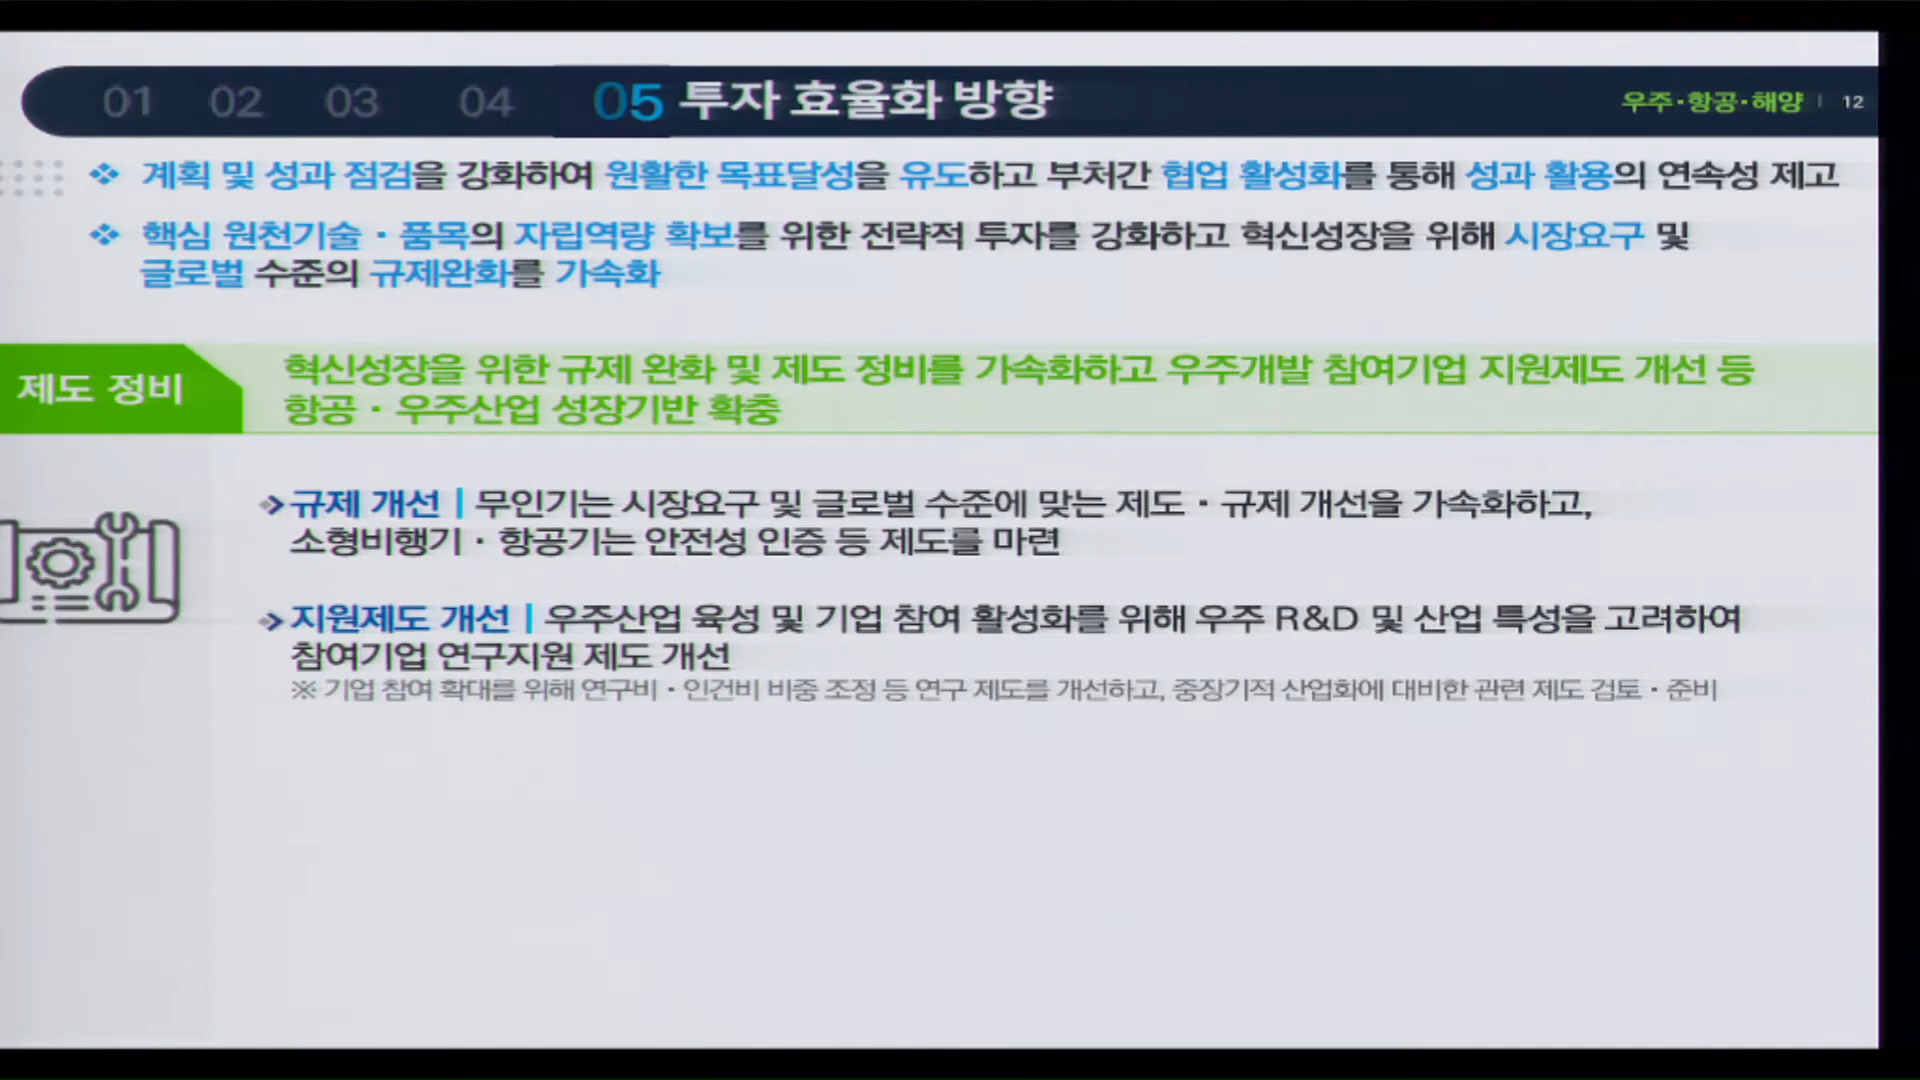 01 02 03 04 05 투자 효율화 방향 우주·항공·해양 | 12
❖ 계획 및 성과 점검을 강화하여 원활한 목표달성을 유도하고 부처간 협업 활성화를 통해 성과 활용의 연속성 제고
❖ 핵심 원천기술·품목의 자립역량 확보를 위한 전략적 투자를 강화하고 혁신성장을 위해 시장요구 및
글로벌 수준의 규제완화를 가속화
제도 정비
혁신성장을 위한 규제 완화 및 제도 정비를 가속화하고 우주개발 참여기업 지원제도 개선 등
항공·우주산업 성장기반 확충
규제 개선 | 무인기는 시장요구 및 글로벌 수준에 맞는 제도·규제 개선을 가속화하고,
소형비행기·항공기는 안전성 인증 등 제도를 마련
지원제도 개선 | 우주산업 육성 및 기업 참여 활성화를 위해 우주 R&D 및 산업 특성을 고려하여
참여기업 연구지원 제도 개선
※ 기업 참여 확대를 위해 연구비·인건비 비중 조정 등 연구 제도를 개선하고, 중장기적 산업화에 대비한 관련 제도 검토·준비